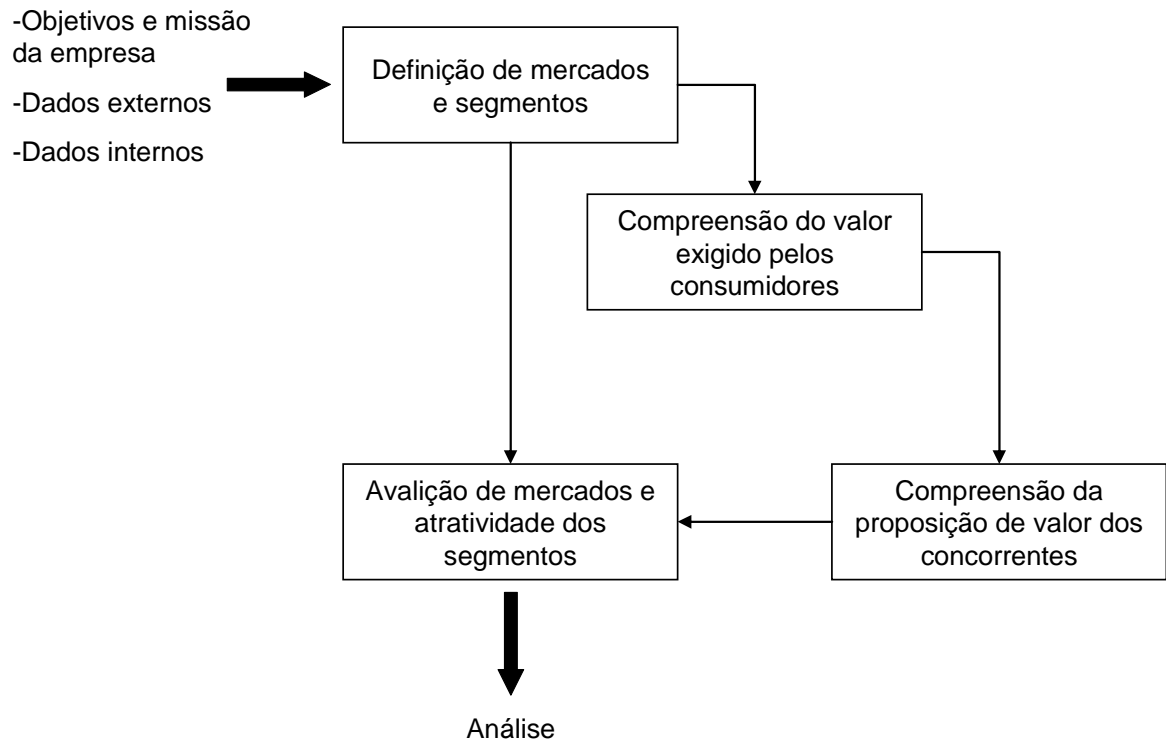 -Objetivos e missão
da empresa
-Dados externos
-Dados internos
Definição de mercados
e segmentos
Compreensão do valor
exigido pelos
consumidores
Avalição de mercados e
atratividade dos
segmentos
Compreensão da
proposição de valor dos
concorrentes
Análise